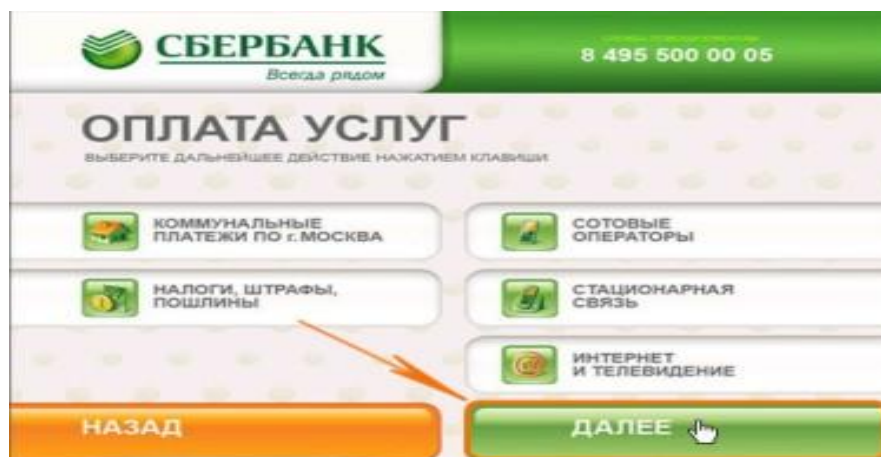 СБЕРБАНК
Всегда рядом
8 495 500 00 05
ОПЛАТА УСЛУГ
ВЫБЕРИТЕ ДАЛЬНЕЙШЕЕ ДЕЙСТВИЕ НАЖАТИЕМ КЛАВИШИ
КОММУНАЛЬНЫЕ
ПЛАТЕЖИ ПО г. МОСКВА
СОТОВЫЕ
ОПЕРАТОРЫ
НАЛОГИ, ШТРАФЫ,
ПОШЛИНЫ
СТАЦИОНАРНАЯ
СВЯЗЬ
ИНТЕРНЕТ
И ТЕЛЕВИДЕНИЕ
НАЗАД
ДАЛЕЕ